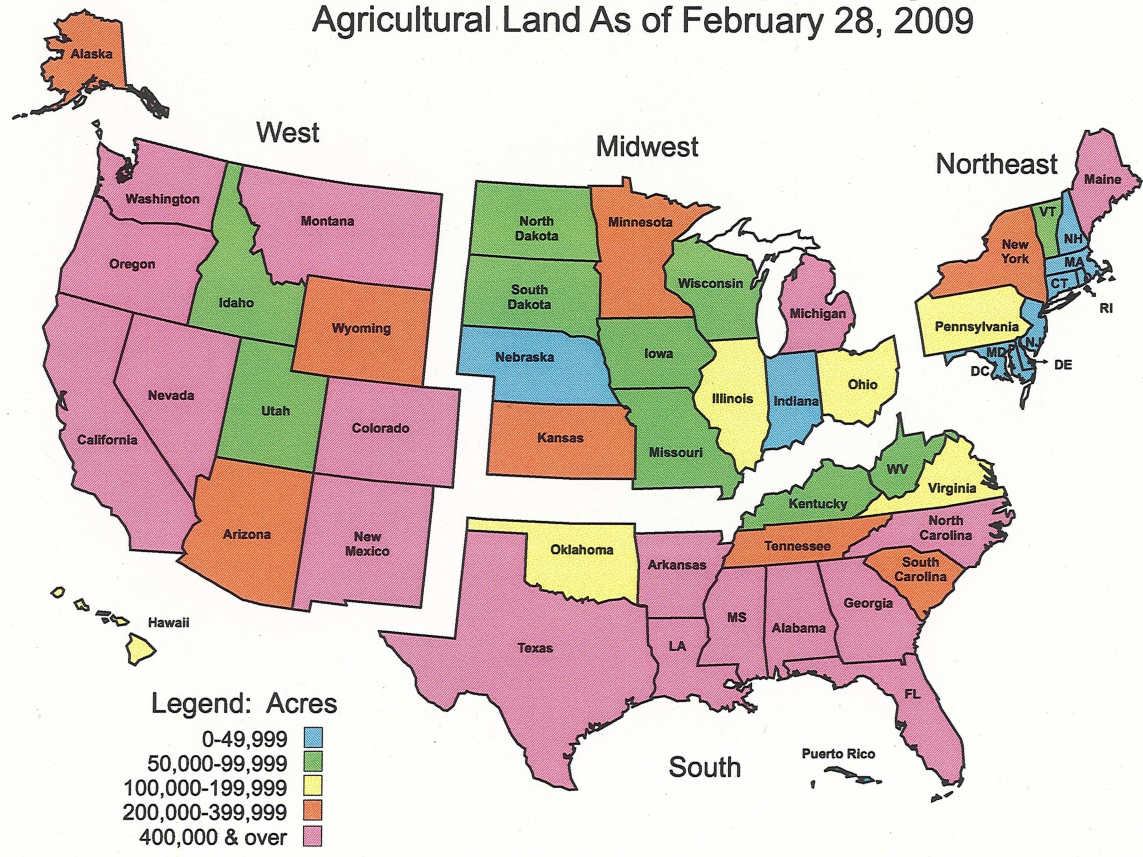 Agricultural Land As of February 28, 2009
Alaska
West
Midwest
Northeast
Washington
Montana
Oregon
Idaho
Wyoming
Nevada
Utah
Colorado
California
Arizona
New
Mexico
Hawaii
North
Dakota
Minnesota
South
Dakota
Wisconsin
Michigan
Nebraska
Iowa
Illinois
Indiana
Ohio
Kansas
Missouri
Maine
VT
NH
New
York
MA
CT
RI
Pennsylvania
NJ
MD
DE
DC
WV
Virginia
Kentucky
North
Carolina
Tennessee
South
Carolina
Oklahoma
Arkansas
Georgia
MS
Alabama
Texas
LA
FL
Puerto Rico
South
Legend: Acres
0-49,999
50,000-99,999
100,000-199,999
200,000-399,999
400,000 & over